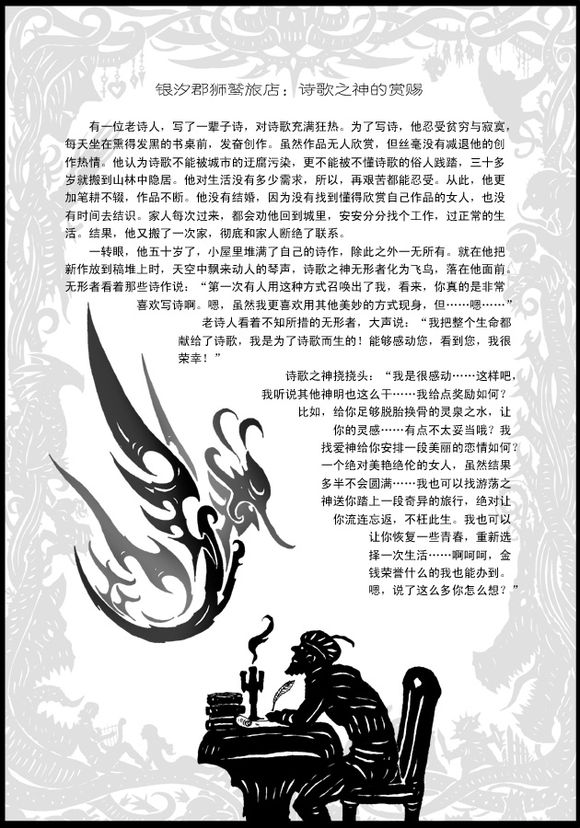 银汐郡狮鹫旅店：诗歌之神的赏赐
有一位老诗人，写了一辈子诗，对诗歌充满狂热。为了写诗，他忍受贫穷与寂寞，
每天坐在熏得发黑的书桌前，发奋创作。虽然作品无人欣赏，但丝毫没有减退他的创
作热情。他认为诗歌不能被城市的迂腐污染，更不能被不懂诗歌的俗人践踏，三十多
岁就搬到山林中隐居。他对生活没有多少需求，所以，再艰苦都能忍受。从此，他更
加笔耕不辍，作品不断。他没有结婚，因为没有找到懂得欣赏自己作品的女人，也没
有时间去结识。家人每次过来，都会劝他回到城里，安安分分找个工作，过正常的生
活。结果，他又搬了一次家，彻底和家人断绝了联系。
一转眼，他五十岁了，小屋里堆满了自己的诗作，除此之外一无所有。就在他把
新作放到稿堆上时，天空中飘来动人的琴声，诗歌之神无形者化为飞鸟，落在他面前。
无形者看着那些诗作说：“第一次有人用这种方式召唤出了我，看来，你真的是非常
喜欢写诗啊。嗯，虽然我更喜欢用其他美妙的方式现身，但……嗯……”
老诗人看着不知所措的无形者，大声说：“我把整个生命都
献给了诗歌，我是为了诗歌而生的！能够感动您，看到您，我很
荣幸！”
诗歌之神挠挠头：“我是很感动……这样吧，
我听说其他神明也这么干……我给点奖励如何？
比如，给你足够脱胎换骨的灵泉之水，让
你的灵感……有点不太妥当哦？我
找爱神给你安排一段美丽的恋情如何？
一个绝对美艳绝伦的女人，虽然结果
多半不会圆满……我也可以找游荡之
神送你踏上一段奇异的旅行，绝对让
你流连忘返，不枉此生。我也可以
让你恢复一些青春，重新选
择一次生活……啊呵呵，金
钱荣誉什么的我也能办到。
嗯，说了这么多你怎么想？”